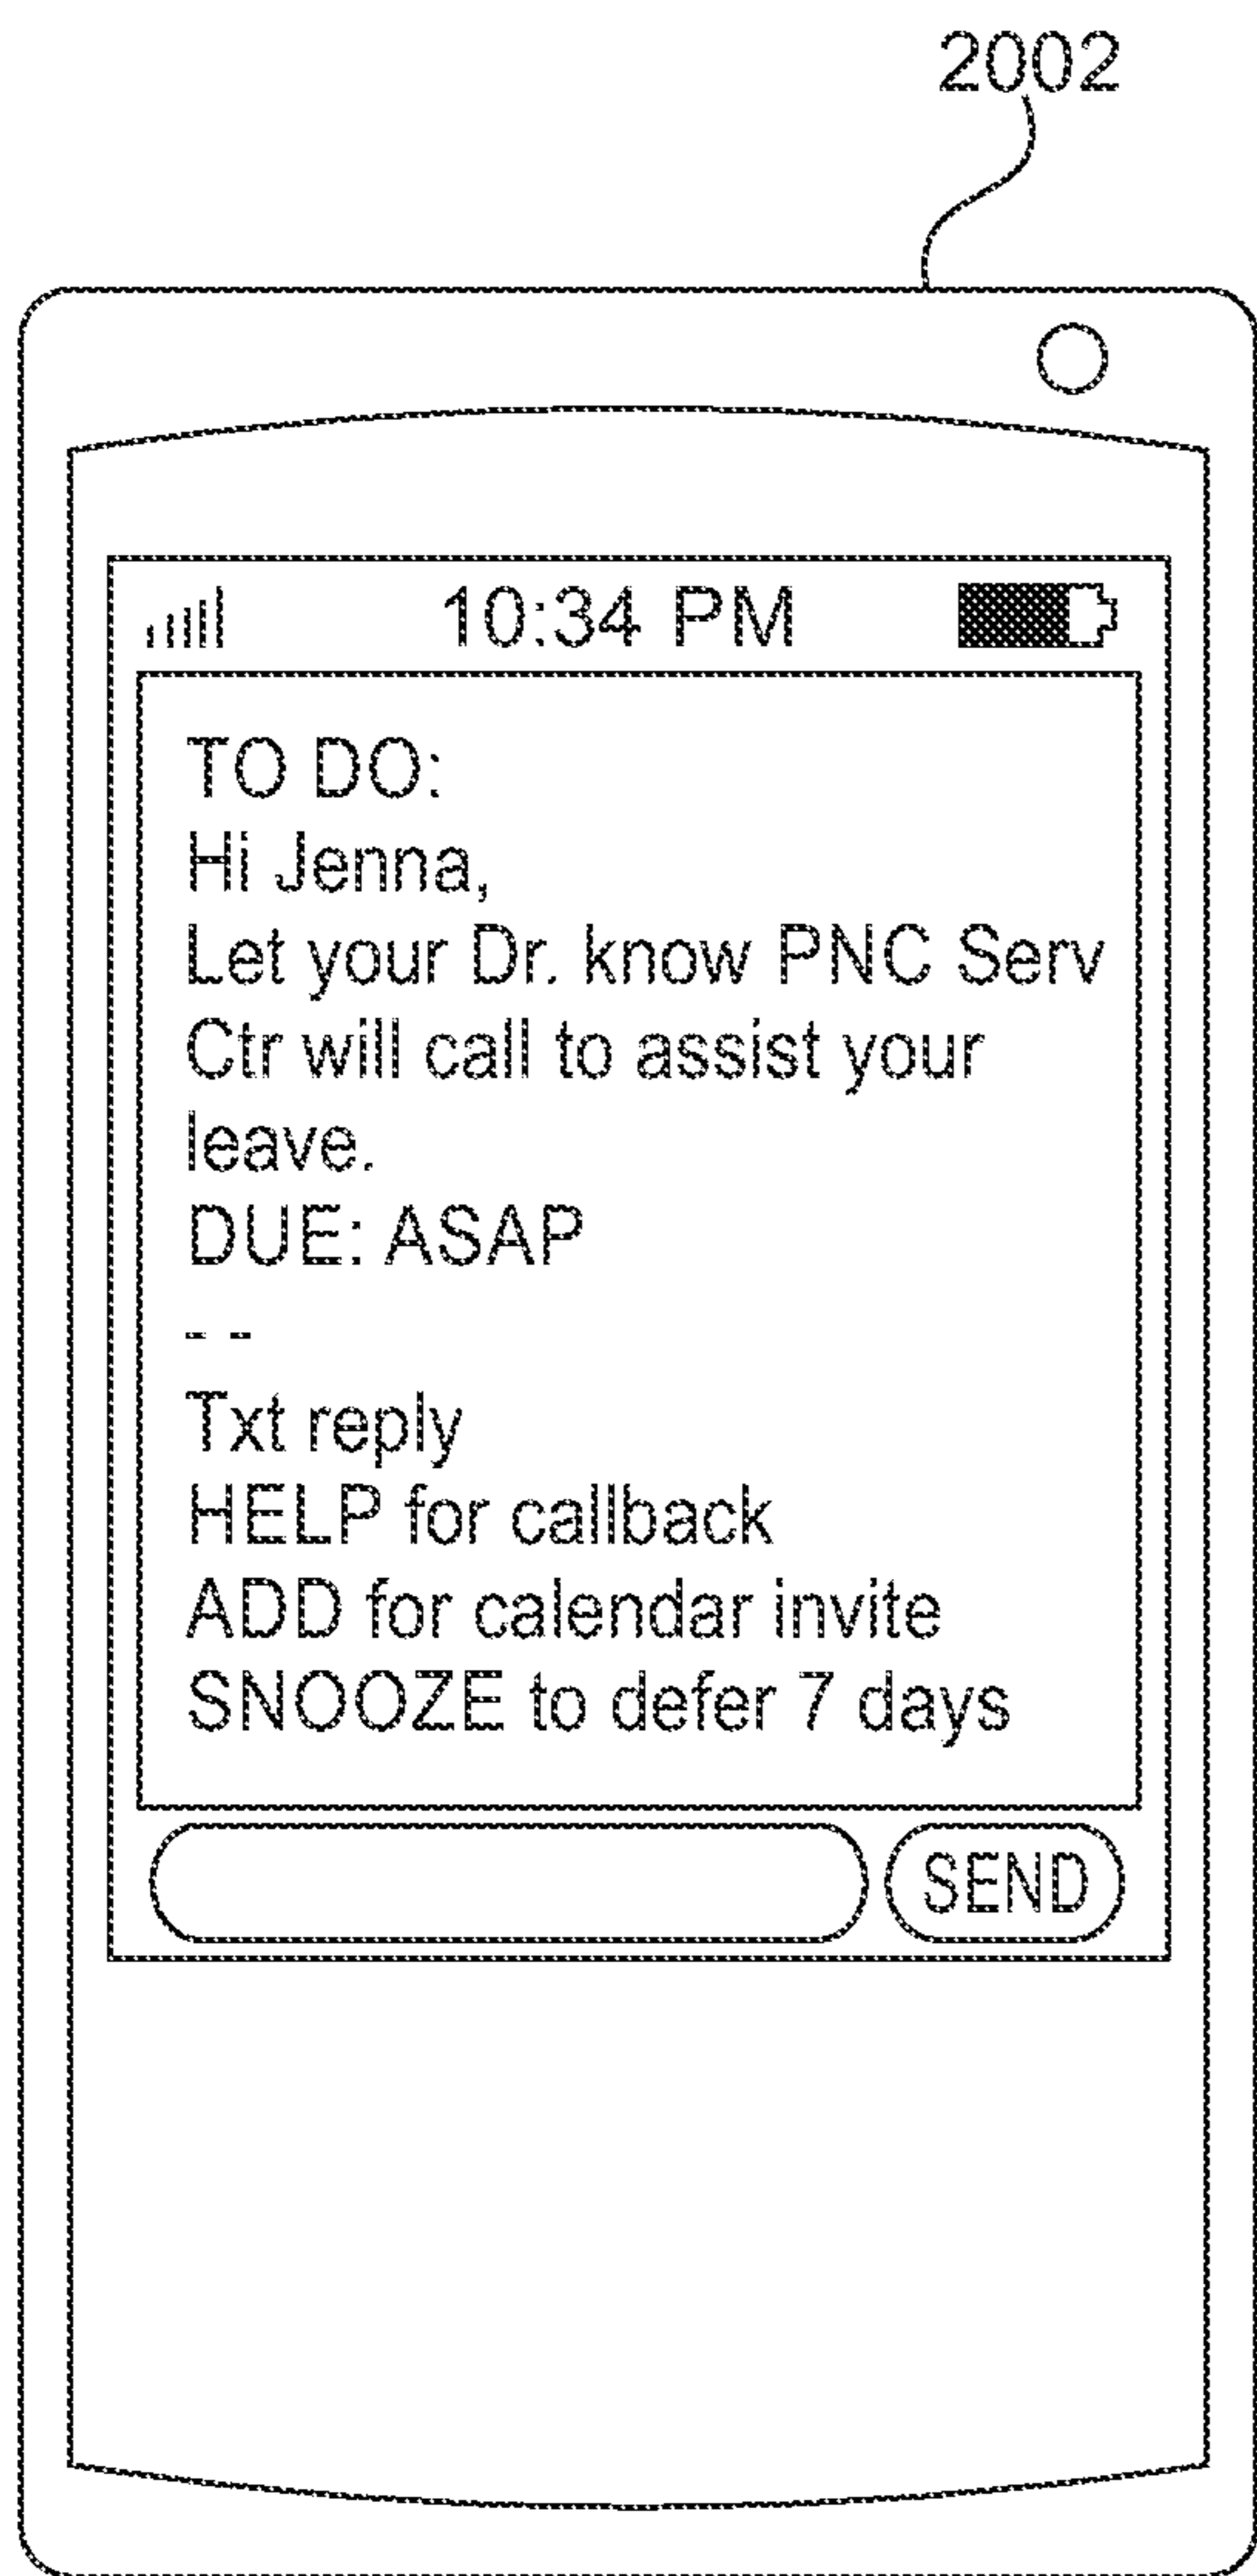 2002
10:34 PM
TO DO:
Hi Jenna,
Let your Dr. know PNC Serv
Ctr will call to assist your
leave.
DUE: ASAP
- -
Txt reply
HELP for callback
ADD for calendar invite
SNOOZE to defer 7 days
SEND